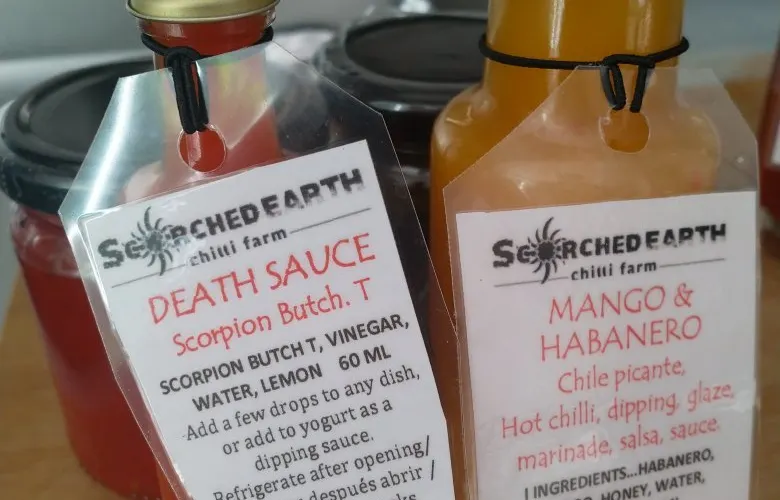 SCORCHED EARTH
chilli farm
DEATH SAUCE
Scorpion Butch. T
SCORPION BUTCH T, VINEGAR,
WATER, LEMON 60 ML
Add a few drops to any dish,
or add to yogurt as a
dipping sauce.
Refrigerate after opening/
después abrir /
SCORCHED EARTH
chilli farm
MANGO &
HABANERO
Chile picante,
Hot chilli, dipping, glaze,
marinade, salsa, sauce.
INGREDIENTS...HABANERO,
HONEY, WATER,